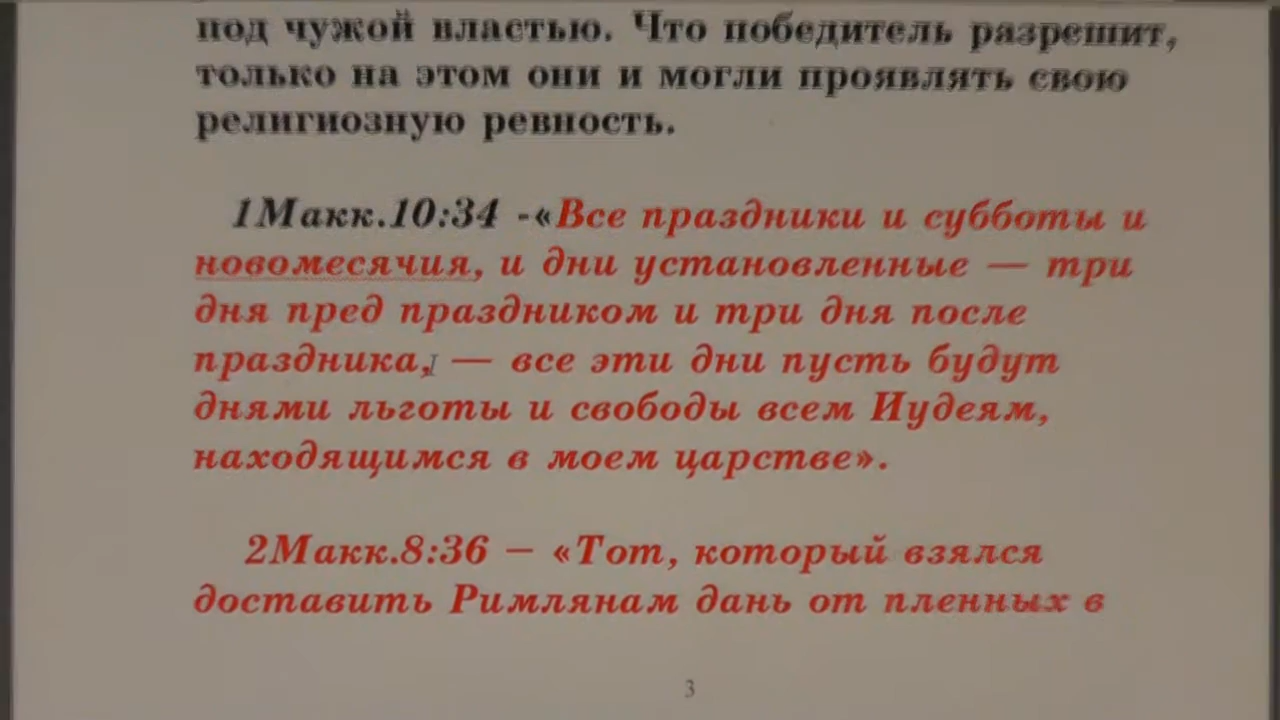 под чужой властью. Что победитель разрешит,
только на этом они и могли проявлять свою
религиозную ревность.
1Макк.10:34 -«Все праздники и субботы и
новомесячия, и дни установленные — три
дня пред праздником и три дня после
праздника, — все эти дни пусть будут
днями льготы и свободы всем Иудеям,
находящимся в моем царстве».
2Макк.8:36 – «Тот, который взялся
доставить Римлянам дань от пленных в
3